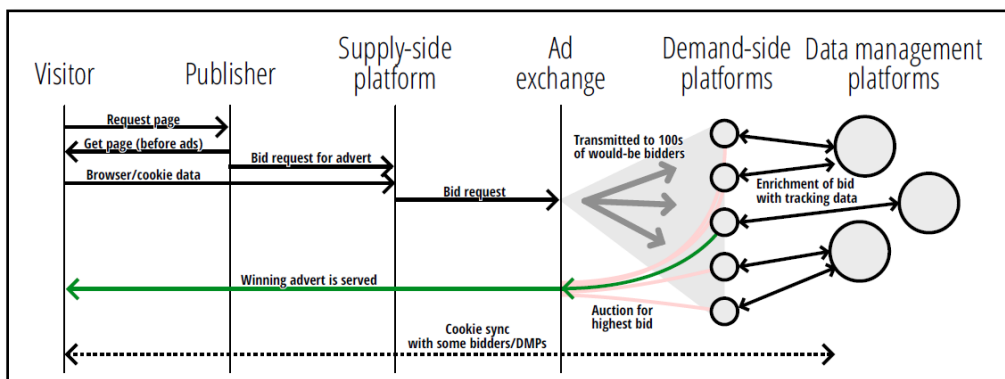 Visitor
Publisher
Supply-side
platform
Ad
exchange
Demand-side
platforms
Data management
platforms
Request page
Get page (before ads)
Bid request for advert
Browser/cookie data
Bid request
Transmitted to 100s
of would-be bidders
Enrichment of bid
with tracking data
Winning advert is served
Auction for
highest bid
Cookie sync
with some bidders/DMPs